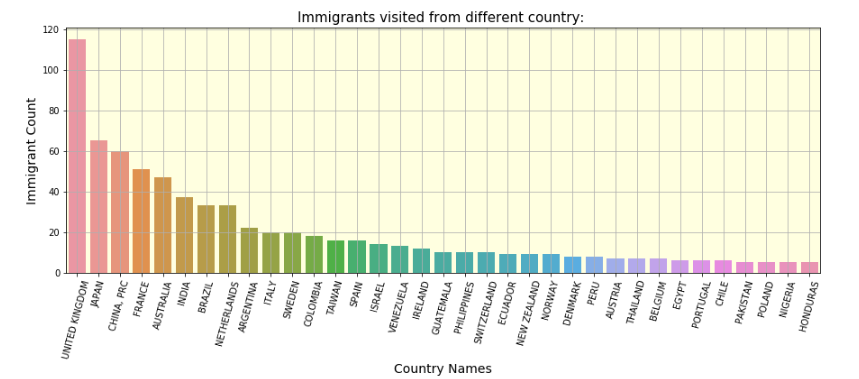 Immigrants visited from different country:
120
100
80
60
40
20
0
Immigrant Count
UNITED KINGDOM
JAPAN
CHINA, PRC
FRANCE
AUSTRALIA
INDIA
BRAZIL
NETHERLANDS
ARGENTINA
ITALY
SWEDEN
COLOMBIA
TAIWAN
SPAIN
ISRAEL
VENEZUELA
IRELAND
GUATEMALA
PHILIPPINES
SWITZERLAND
ECUADOR
NEW ZEALAND
NORWAY
DENMARK
PERU
AUSTRIA
THAILAND
BELGIUM
EGYPT
PORTUGAL
CHILE
PAKISTAN
POLAND
NIGERIA
HONDURAS
Country Names